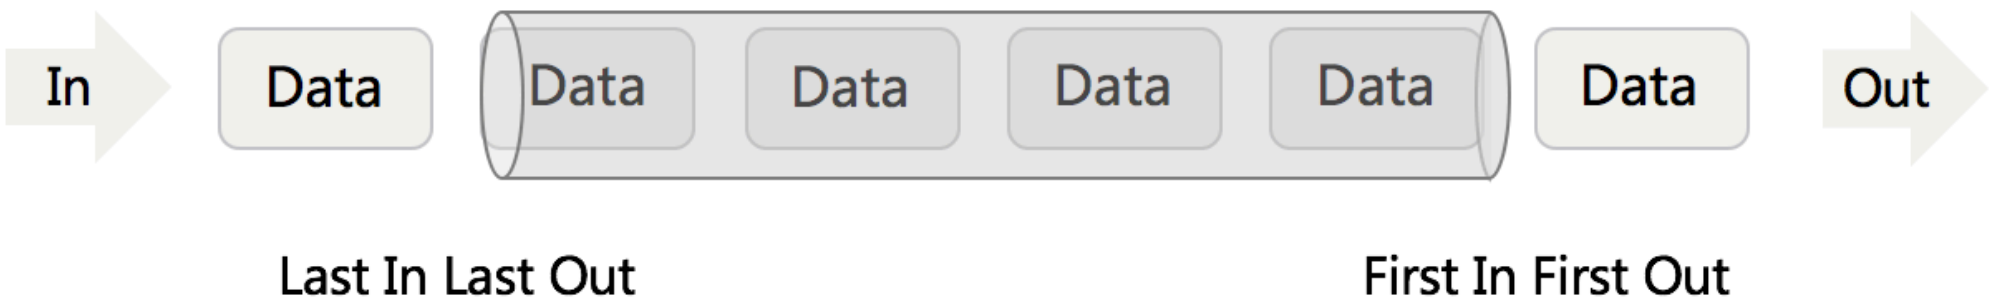 In Data Data Data Data Data Data Out
Last In Last Out First In First Out